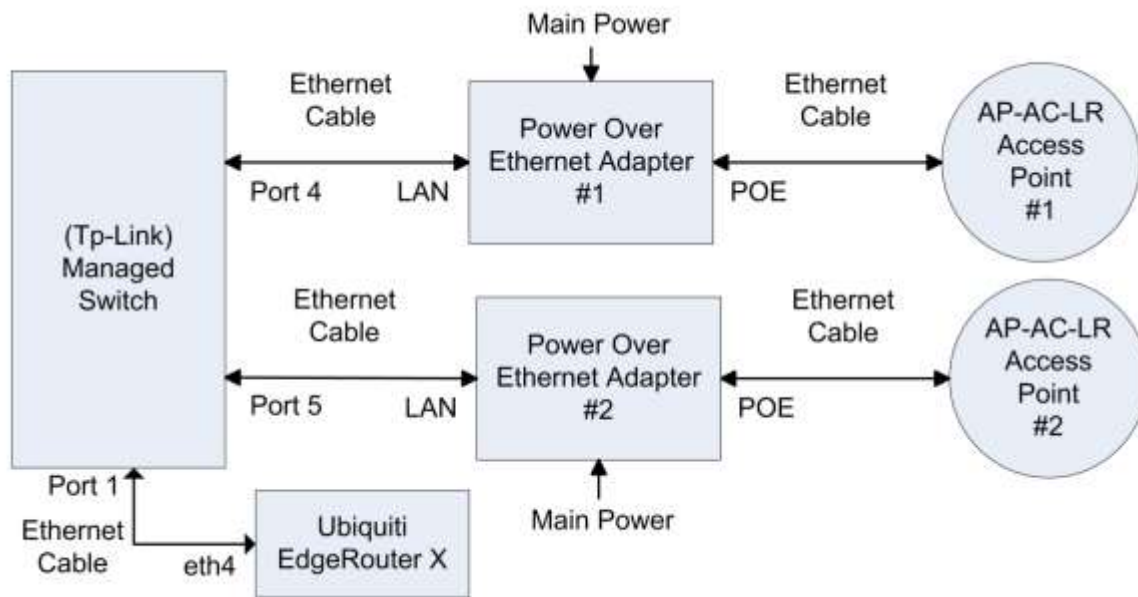 Main Power
Ethernet
Cable
Ethernet
Cable
Power Over
Ethernet Adapter
#1
AP-AC-LR
Access
Point
#1
Port 4
LAN
POE
(Tp-Link)
Managed
Switch
Ethernet
Cable
Ethernet
Cable
Power Over
Ethernet Adapter
#2
AP-AC-LR
Access
Point
#2
Port 5
LAN
POE
Port 1
Main Power
Ethernet
Cable
eth4
Ubiquiti
EdgeRouter X